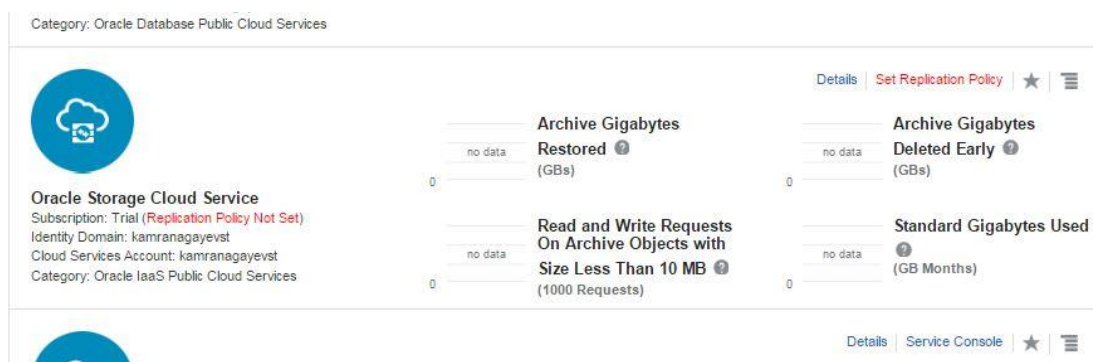 Category: Oracle Database Public Cloud Services
Details
Set Replication Policy
Oracle Storage Cloud Service
Subscription: Trial (Replication Policy Not Set)
Identity Domain: kamranagayevst
Cloud Services Account: kamranagayevst
Category: Oracle IaaS Public Cloud Services
no data
0
Archive Gigabytes
Restored ?
(GBs)
no data
0
Archive Gigabytes
Deleted Early ?
(GBs)
no data
0
Read and Write Requests
On Archive Objects with
Size Less Than 10 MB ?
(1000 Requests)
no data
0
Standard Gigabytes Used
?
(GB Months)
Details
Service Console